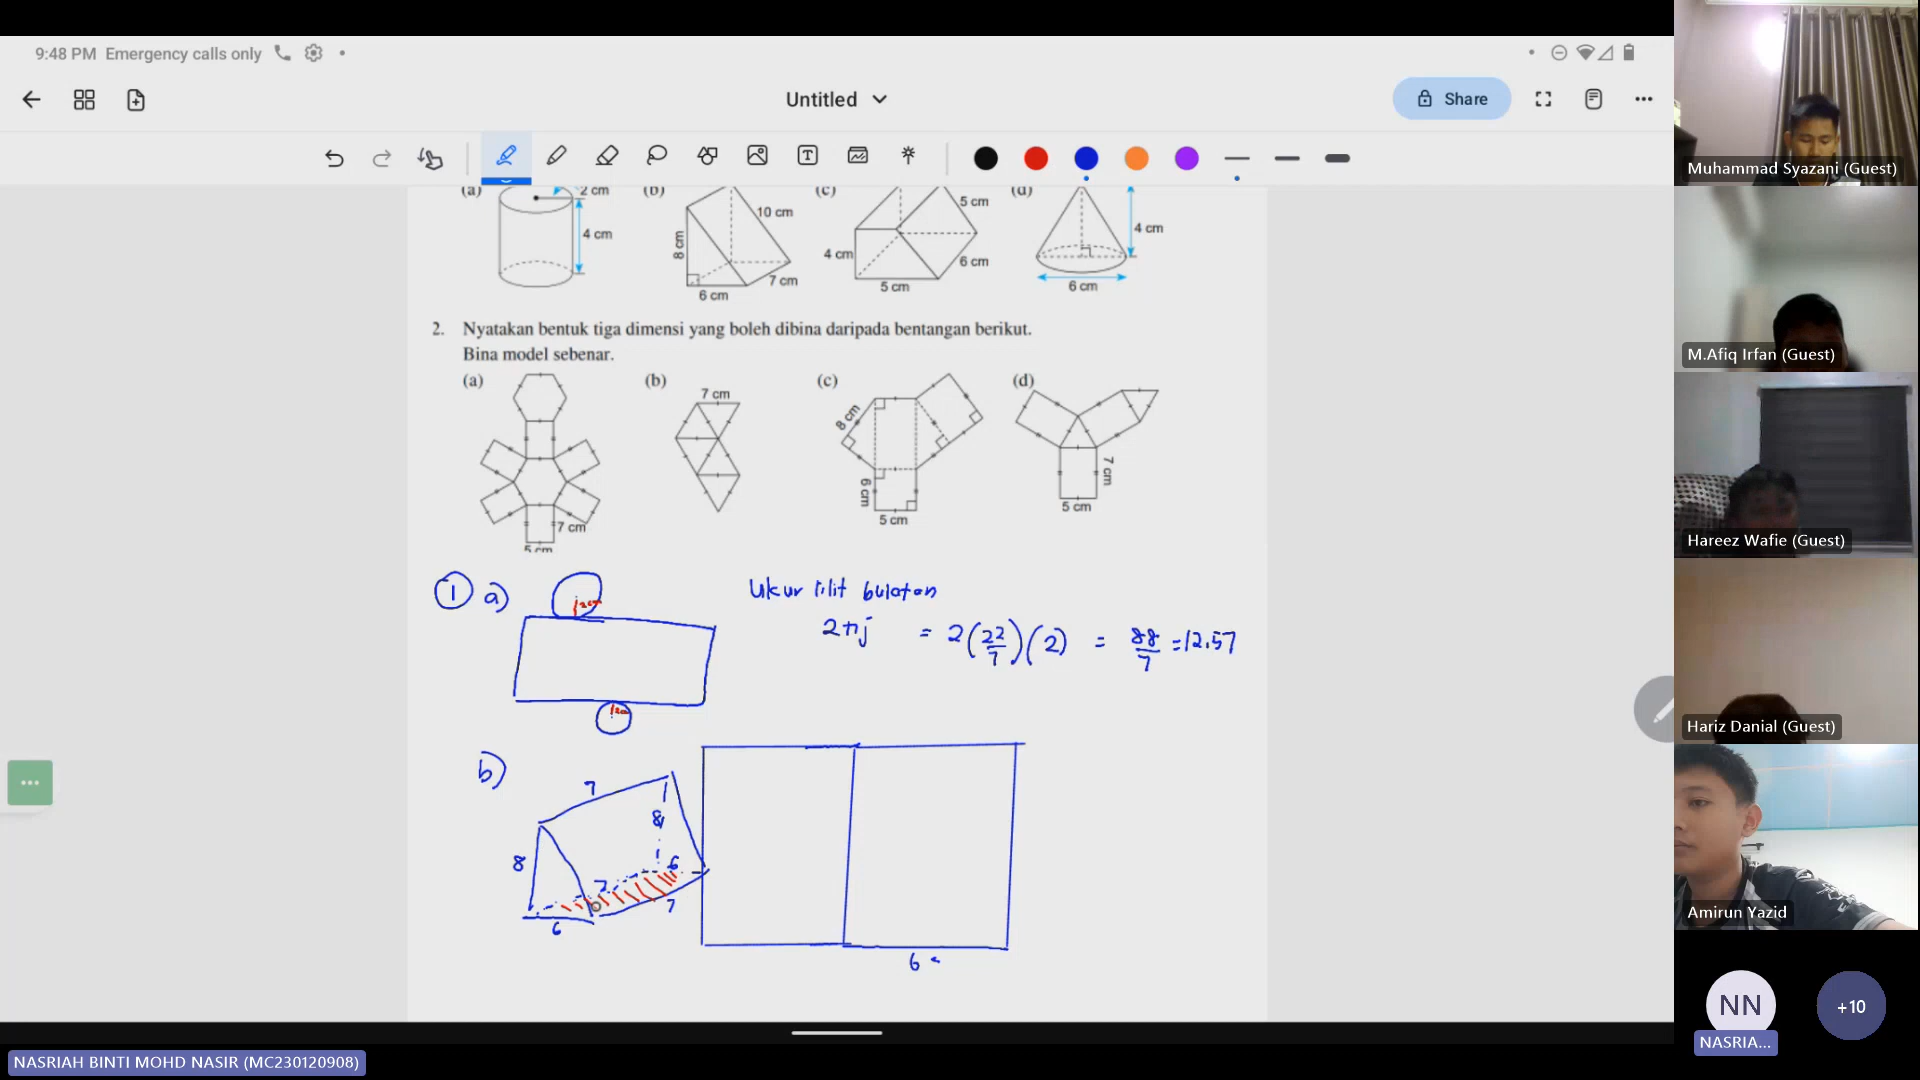 9:48 PM Emergency calls only
Untitled
Share
(a) 2 cm (b) (c) (d)
10 cm
5 cm
4 cm
8 cm
4 cm
4 cm
6 cm
7 cm
6 cm
5 cm
6 cm
2. Nyatakan bentuk tiga dimensi yang boleh dibina daripada bentangan berikut.
Bina model sebenar.
(a) (b) (c) (d)
7 cm
8 cm
7 cm
6 cm
5 cm
5 cm
7 cm
5 cm
1 a)
2cm
Ukur lilit bulatan
2πj = 2(22/7)(2) = 88/7 = 12.57
b)
7
8
8
6
7
7
6
6
Muhammad Syazani (Guest)
M.Afiq Irfan (Guest)
Hareez Wafie (Guest)
Hariz Danial (Guest)
Amirun Yazid
NN
+10
NASRIA...
NASRIAH BINTI MOHD NASIR (MC230120908)